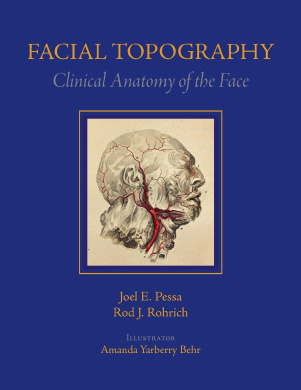 FACIAL TOPOGRAPHY
Clinical Anatomy of the Face
Joel E. Pessa
Rod J. Rohrich
ILLUSTRATOR
Amanda Yarberry Behr